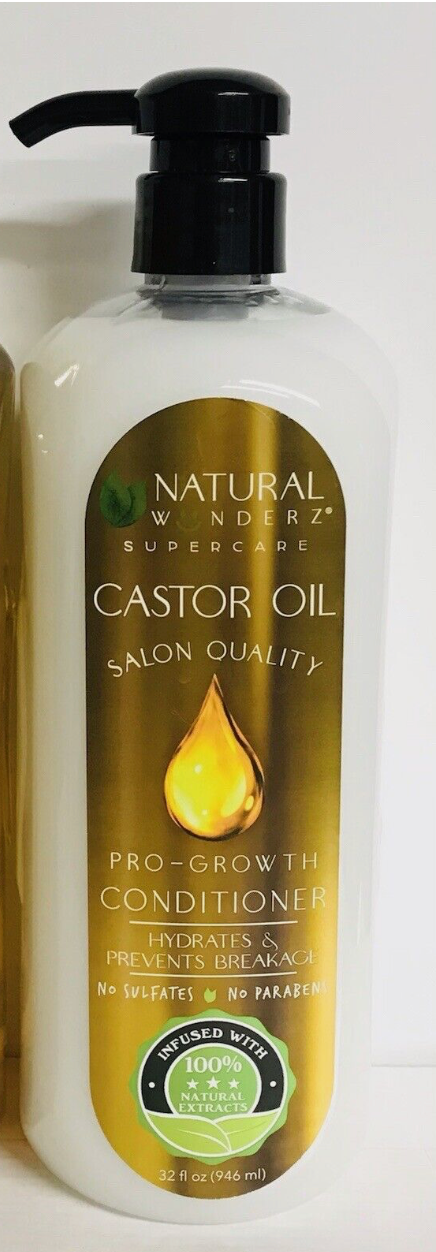 NATURAL
WONDERZ®
SUPERCARE
CASTOR OIL
SALON QUALITY
PRO-GROWTH
CONDITIONER
HYDRATES &
PREVENTS BREAKAGE
NO SULFATES NO PARABENS
INFUSED WITH
100%
NATURAL
EXTRACTS
32 fl oz (946 ml)